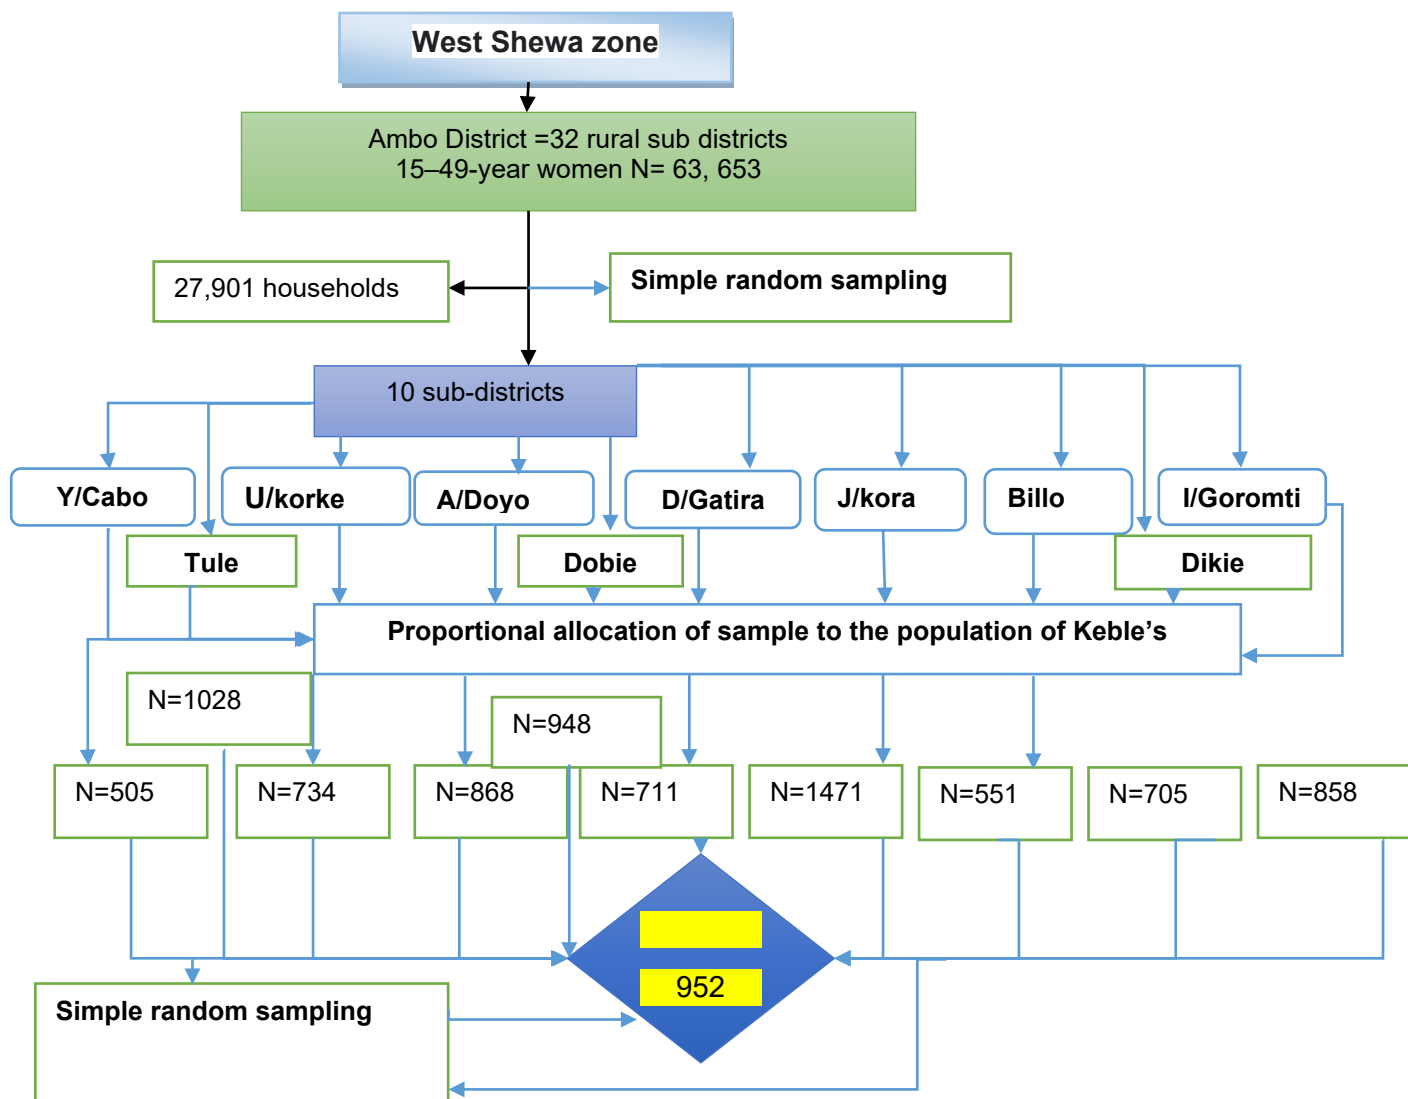 West Shewa zone
Ambo District =32 rural sub districts
15–49-year women N= 63, 653
27,901 households
Simple random sampling
10 sub-districts
Y/Cabo
U/korke
A/Doyo
D/Gatira
J/kora
Billo
I/Goromti
Tule
Dobie
Dikie
Proportional allocation of sample to the population of Keble’s
N=1028
N=948
N=505
N=734
N=868
N=711
N=1471
N=551
N=705
N=858
952
Simple random sampling